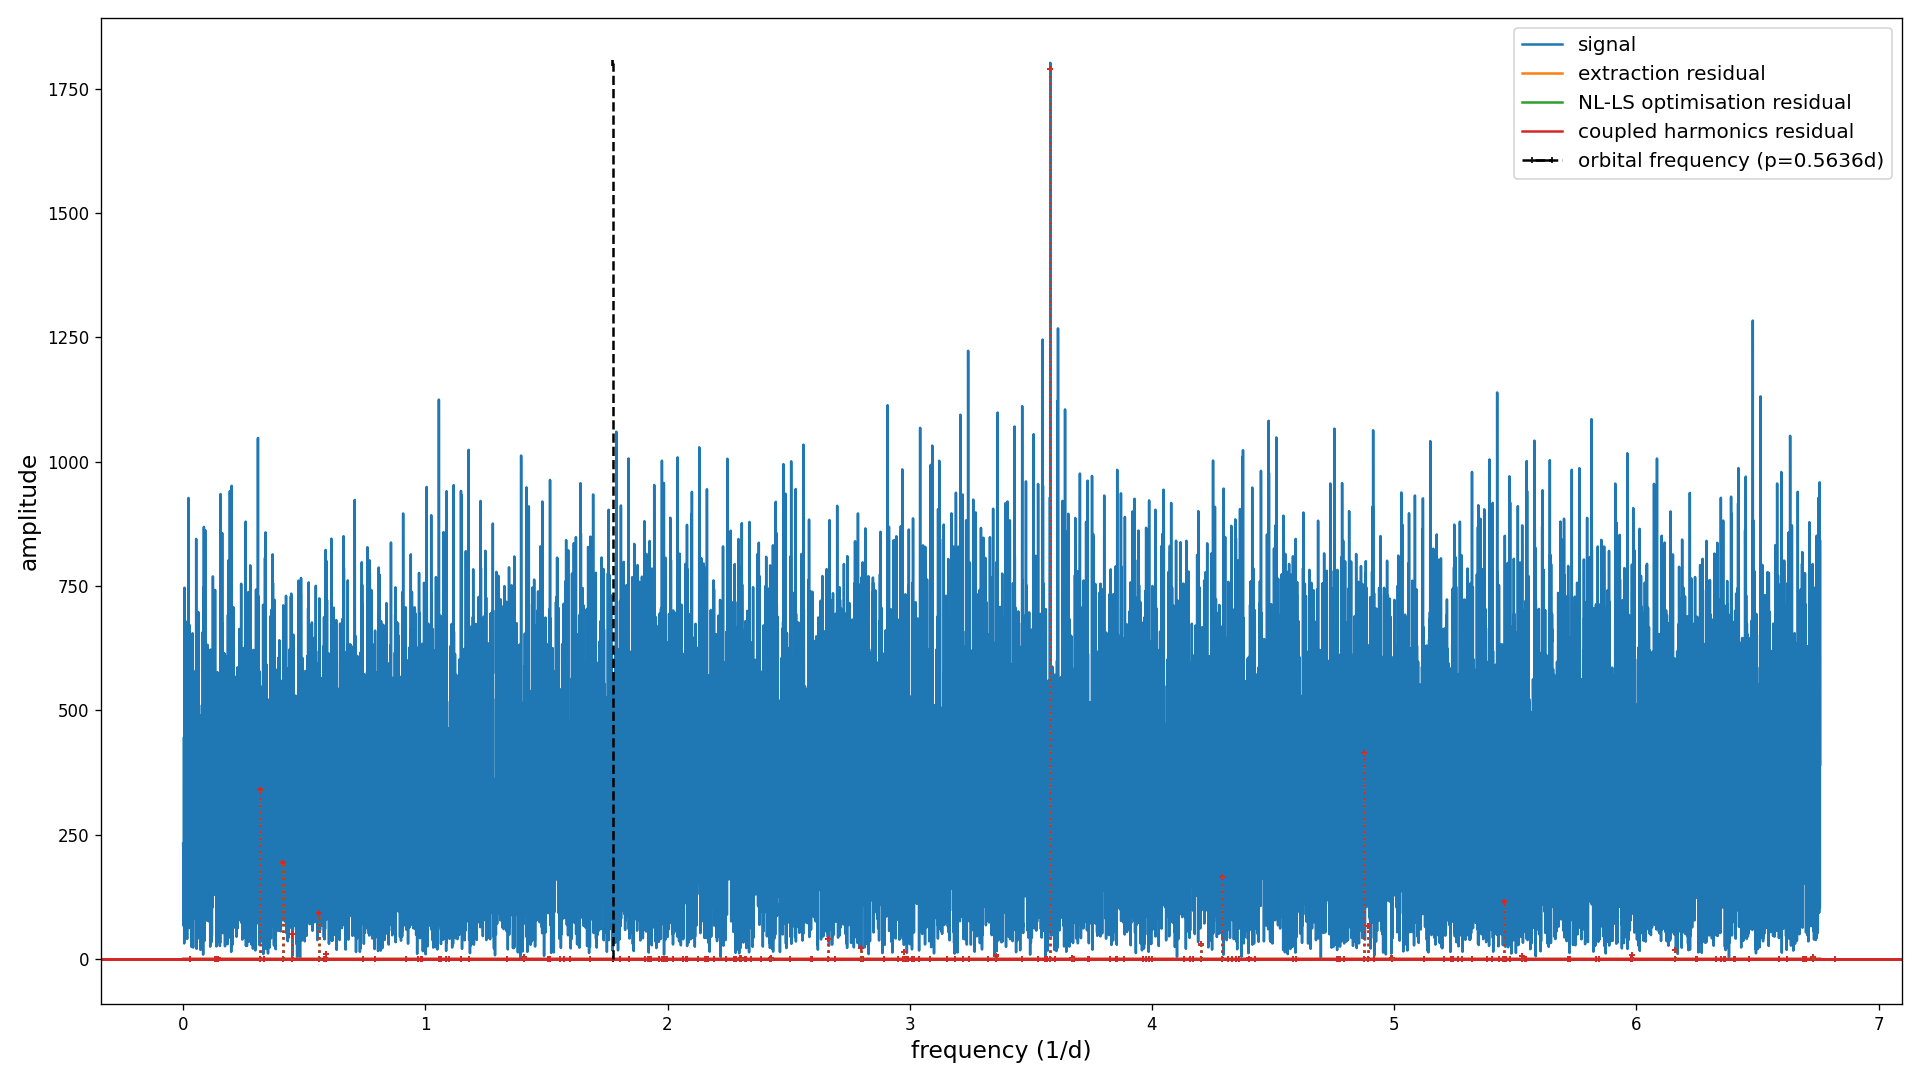 signal
extraction residual
NL-LS optimisation residual
coupled harmonics residual
orbital frequency (p=0.5636d)
amplitude
1750
1500
1250
1000
750
500
250
0
0 1 2 3 4 5 6 7
frequency (1/d)